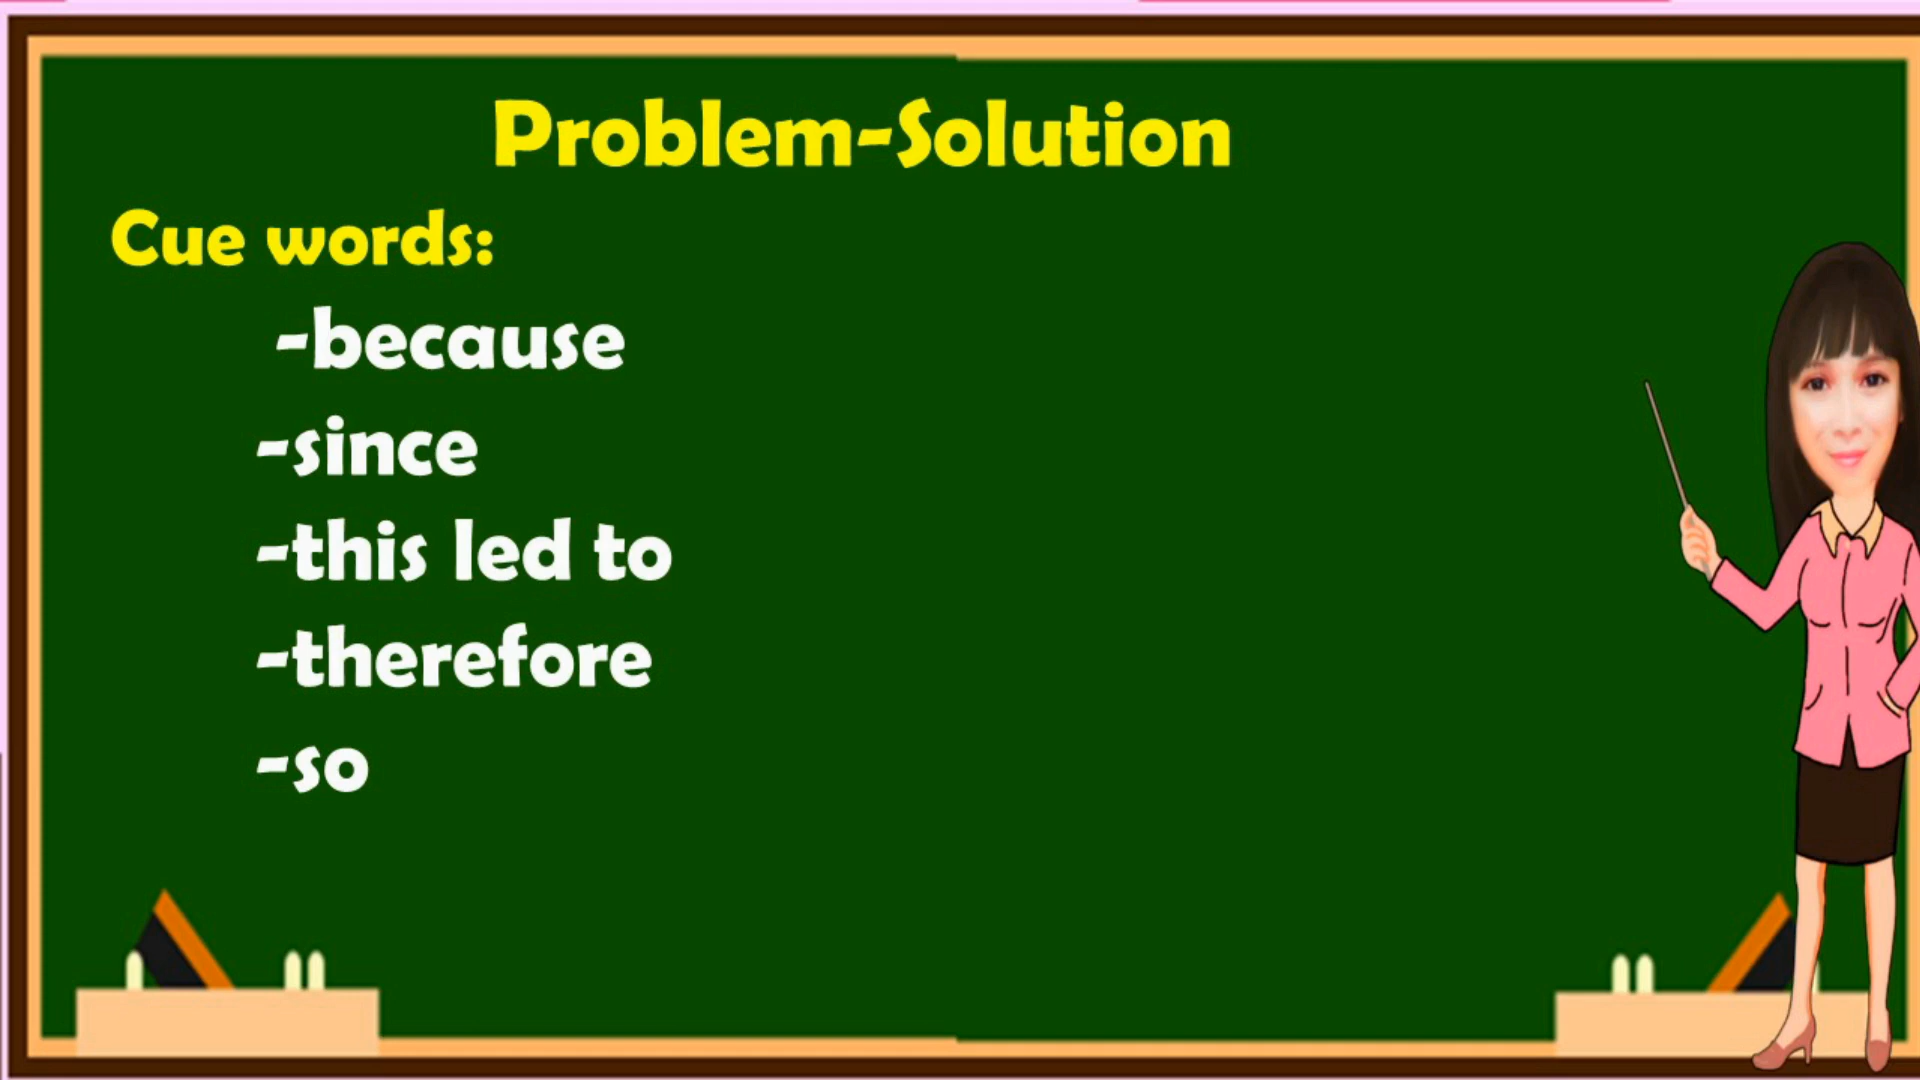 Problem-Solution
Cue words:
-because
-since
-this led to
-therefore
-so